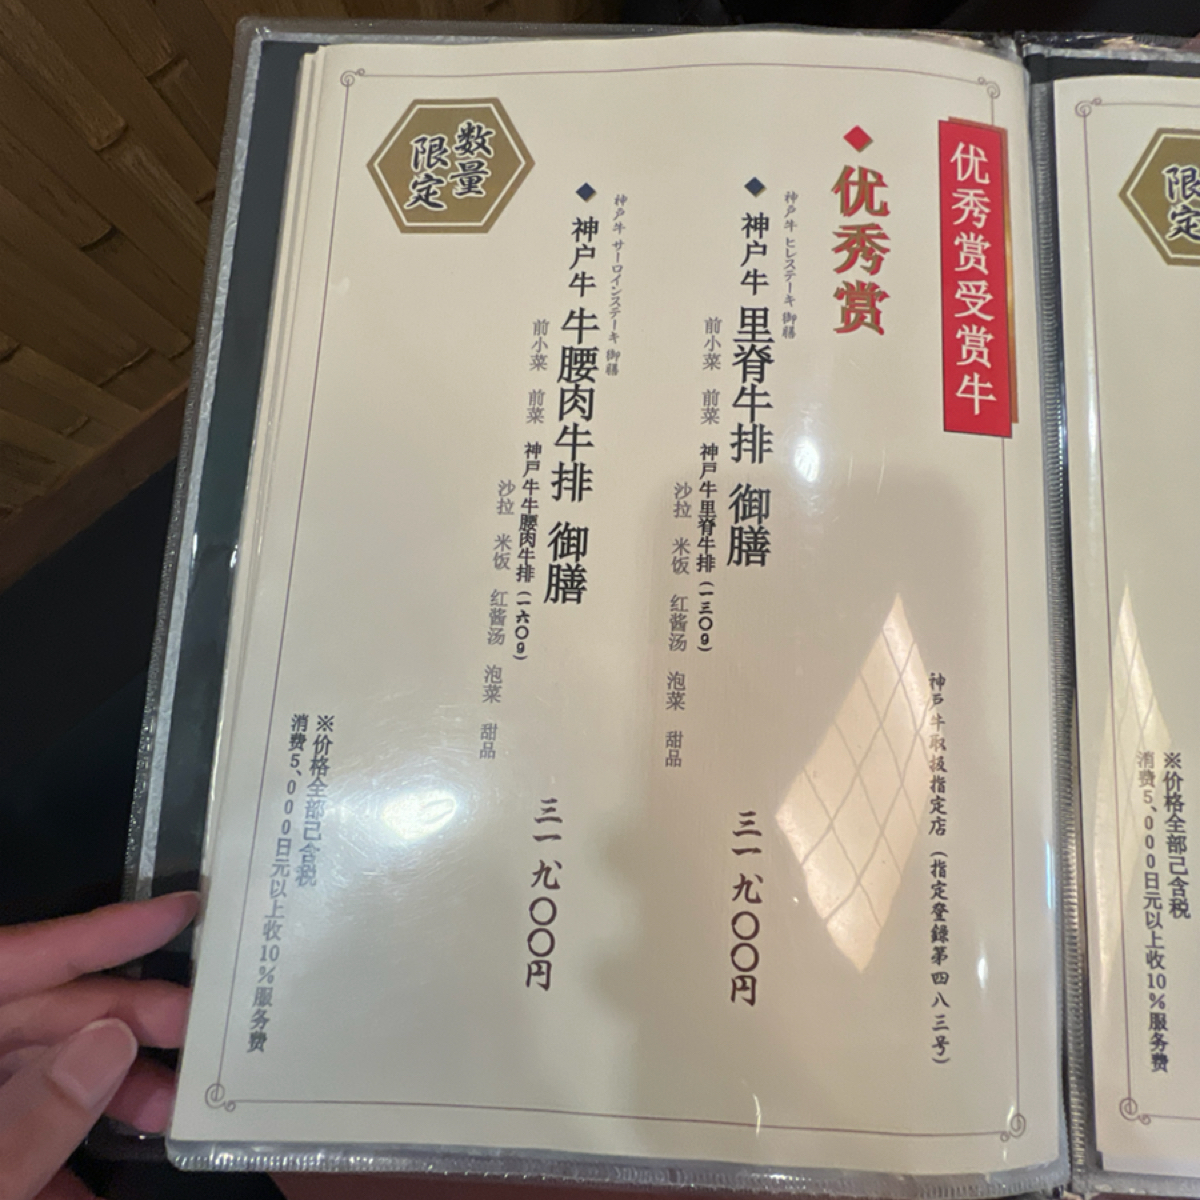 优秀赏受赏牛
神戸牛取扱指定店（指定登録第四八三号）
◆优秀赏
神戸牛 ヒレステーキ 御膳
◆神户牛 里脊牛排 御膳
前小菜 前菜 神戸牛里脊牛排（一三〇g）
沙拉 米饭 红酱汤 泡菜 甜品
三一九〇〇円
神戸牛 サーロインステーキ 御膳
◆神户牛 牛腰肉牛排 御膳
前小菜 前菜 神戸牛牛腰肉牛排（一六〇g）
沙拉 米饭 红酱汤 泡菜 甜品
三一九〇〇円
数量
限定
※价格全部己含税
消费5、000日元以上收10%服务费
限定
※价格全部己含税
消费5、000日元以上收10%服务费